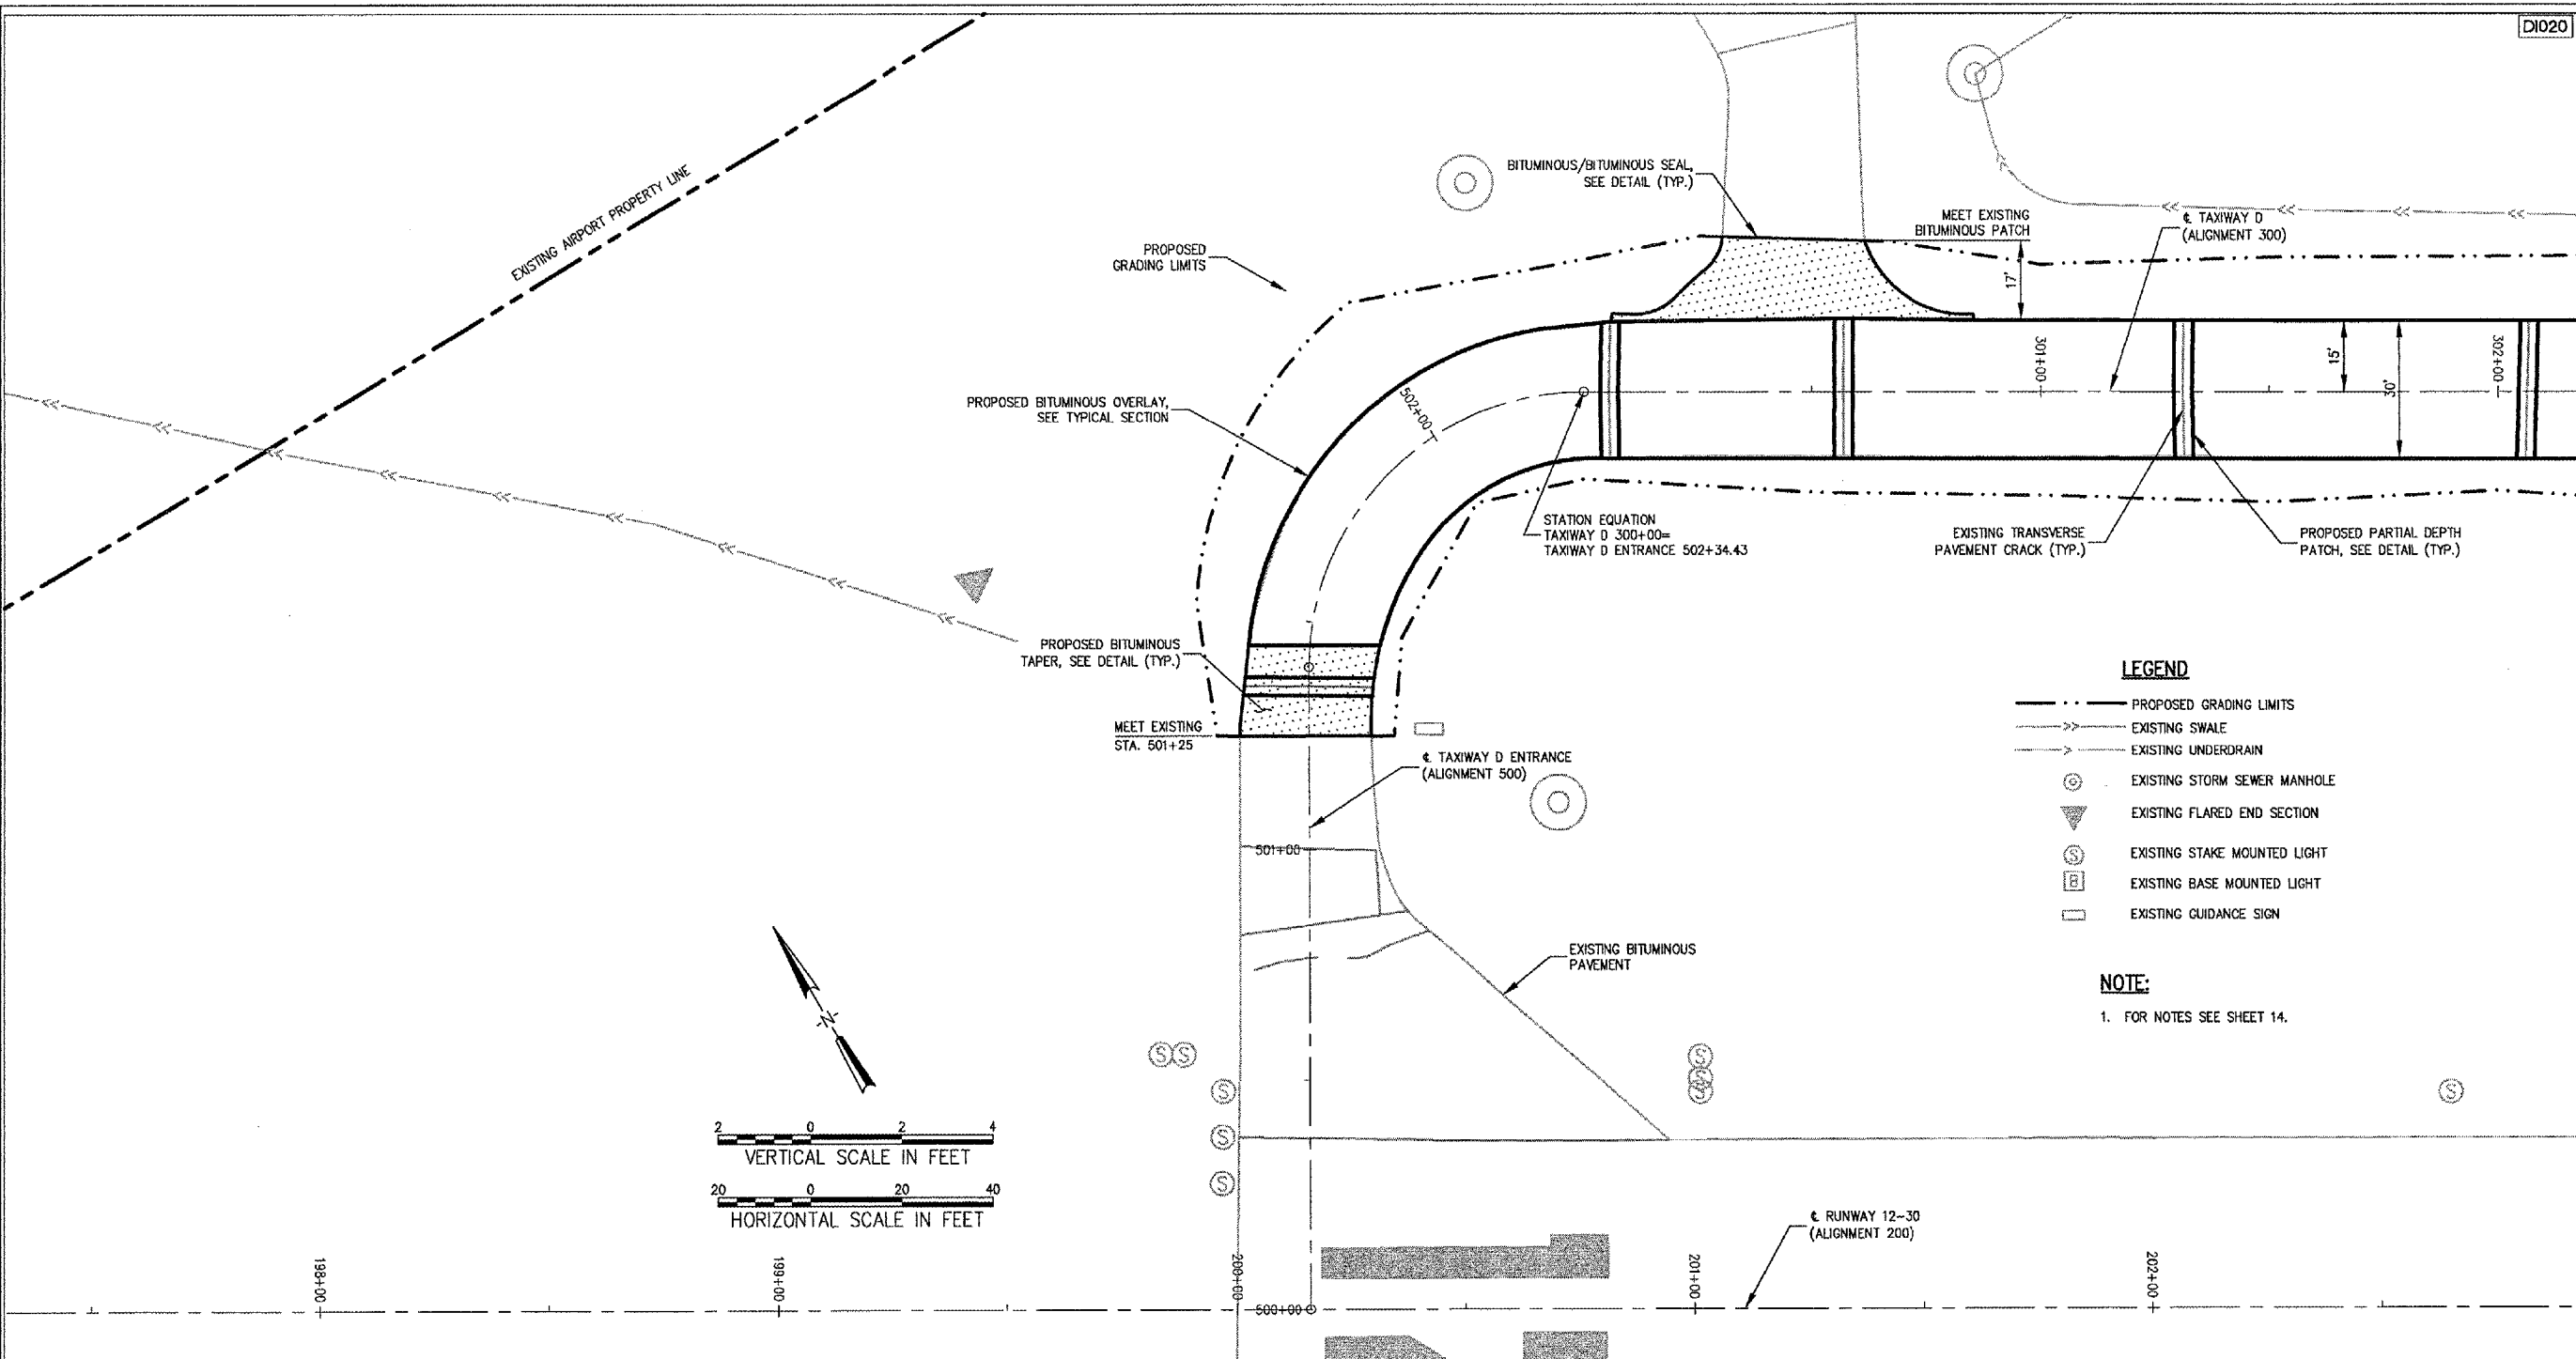 DI020
EXISTING AIRPORT PROPERTY LINE
BITUMINOUS/BITUMINOUS SEAL,
SEE DETAIL (TYP.)
MEET EXISTING
BITUMINOUS PATCH
℄ TAXIWAY D
(ALIGNMENT 300)
PROPOSED
GRADING LIMITS
17'
301+00
15'
30'
302+00
PROPOSED BITUMINOUS OVERLAY,
SEE TYPICAL SECTION
502+00
STATION EQUATION
TAXIWAY D 300+00=
TAXIWAY D ENTRANCE 502+34.43
EXISTING TRANSVERSE
PAVEMENT CRACK (TYP.)
PROPOSED PARTIAL DEPTH
PATCH, SEE DETAIL (TYP.)
PROPOSED BITUMINOUS
TAPER, SEE DETAIL (TYP.)
MEET EXISTING
STA. 501+25
℄ TAXIWAY D ENTRANCE
(ALIGNMENT 500)
501+00
EXISTING BITUMINOUS
PAVEMENT
LEGEND
PROPOSED GRADING LIMITS
EXISTING SWALE
EXISTING UNDERDRAIN
EXISTING STORM SEWER MANHOLE
EXISTING FLARED END SECTION
S EXISTING STAKE MOUNTED LIGHT
B EXISTING BASE MOUNTED LIGHT
EXISTING GUIDANCE SIGN
NOTE:
1. FOR NOTES SEE SHEET 14.
N
S S
S
S
S
S
S
S
S
2 0 2 4
VERTICAL SCALE IN FEET
20 0 20 40
HORIZONTAL SCALE IN FEET
℄ RUNWAY 12-30
(ALIGNMENT 200)
198+00
199+00
200+00
201+00
202+00
500+00